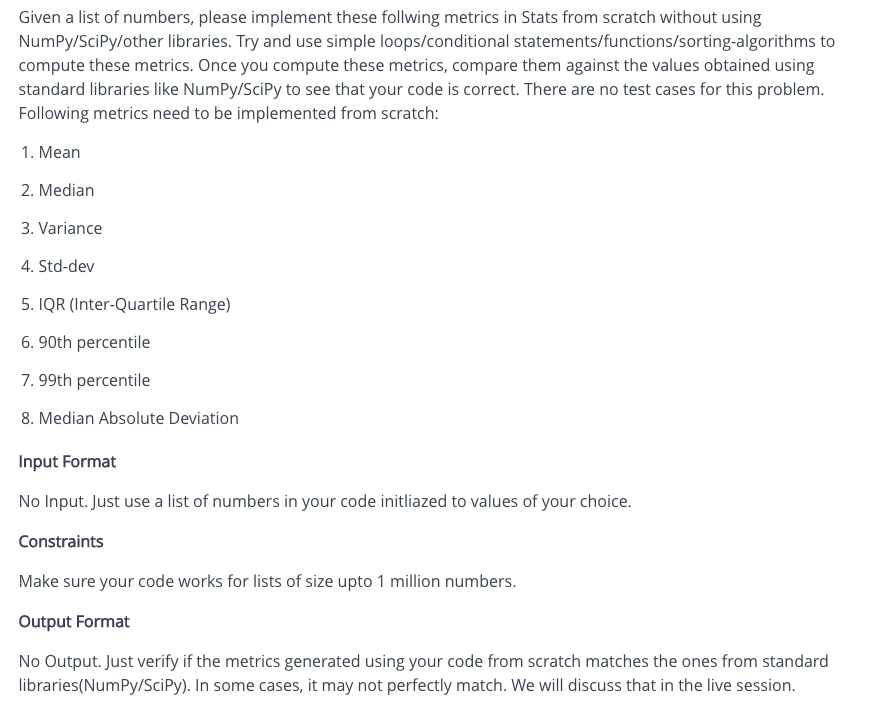 Given a list of numbers, please implement these follwing metrics in Stats from scratch without using
NumPy/SciPy/other libraries. Try and use simple loops/conditional statements/functions/sorting-algorithms to
compute these metrics. Once you compute these metrics, compare them against the values obtained using
standard libraries like NumPy/SciPy to see that your code is correct. There are no test cases for this problem.
Following metrics need to be implemented from scratch:
1. Mean
2. Median
3. Variance
4. Std-dev
5. IQR (Inter-Quartile Range)
6. 90th percentile
7. 99th percentile
8. Median Absolute Deviation
Input Format
No Input. Just use a list of numbers in your code initliazed to values of your choice.
Constraints
Make sure your code works for lists of size upto 1 million numbers.
Output Format
No Output. Just verify if the metrics generated using your code from scratch matches the ones from standard
libraries(NumPy/SciPy). In some cases, it may not perfectly match. We will discuss that in the live session.